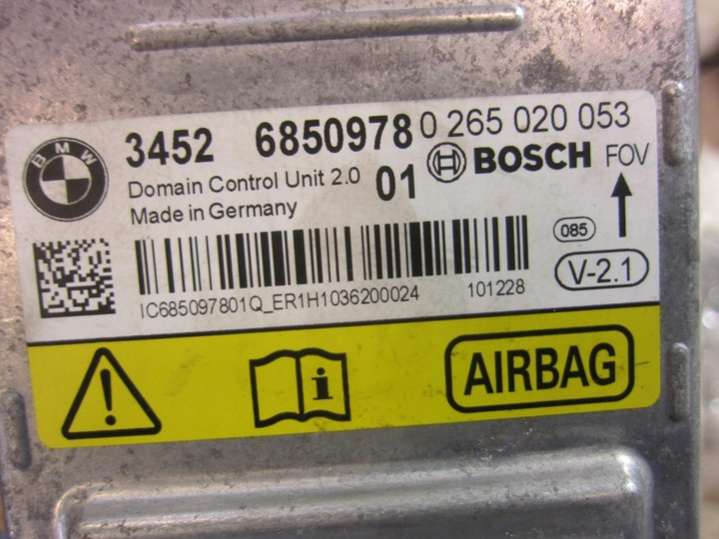 BMW
3452 6850978 0 265 020 053
Domain Control Unit 2.0 01 BOSCH FOV
Made in Germany
085
V-2.1
IC685097801Q_ER1H1036200024 101228
AIRBAG